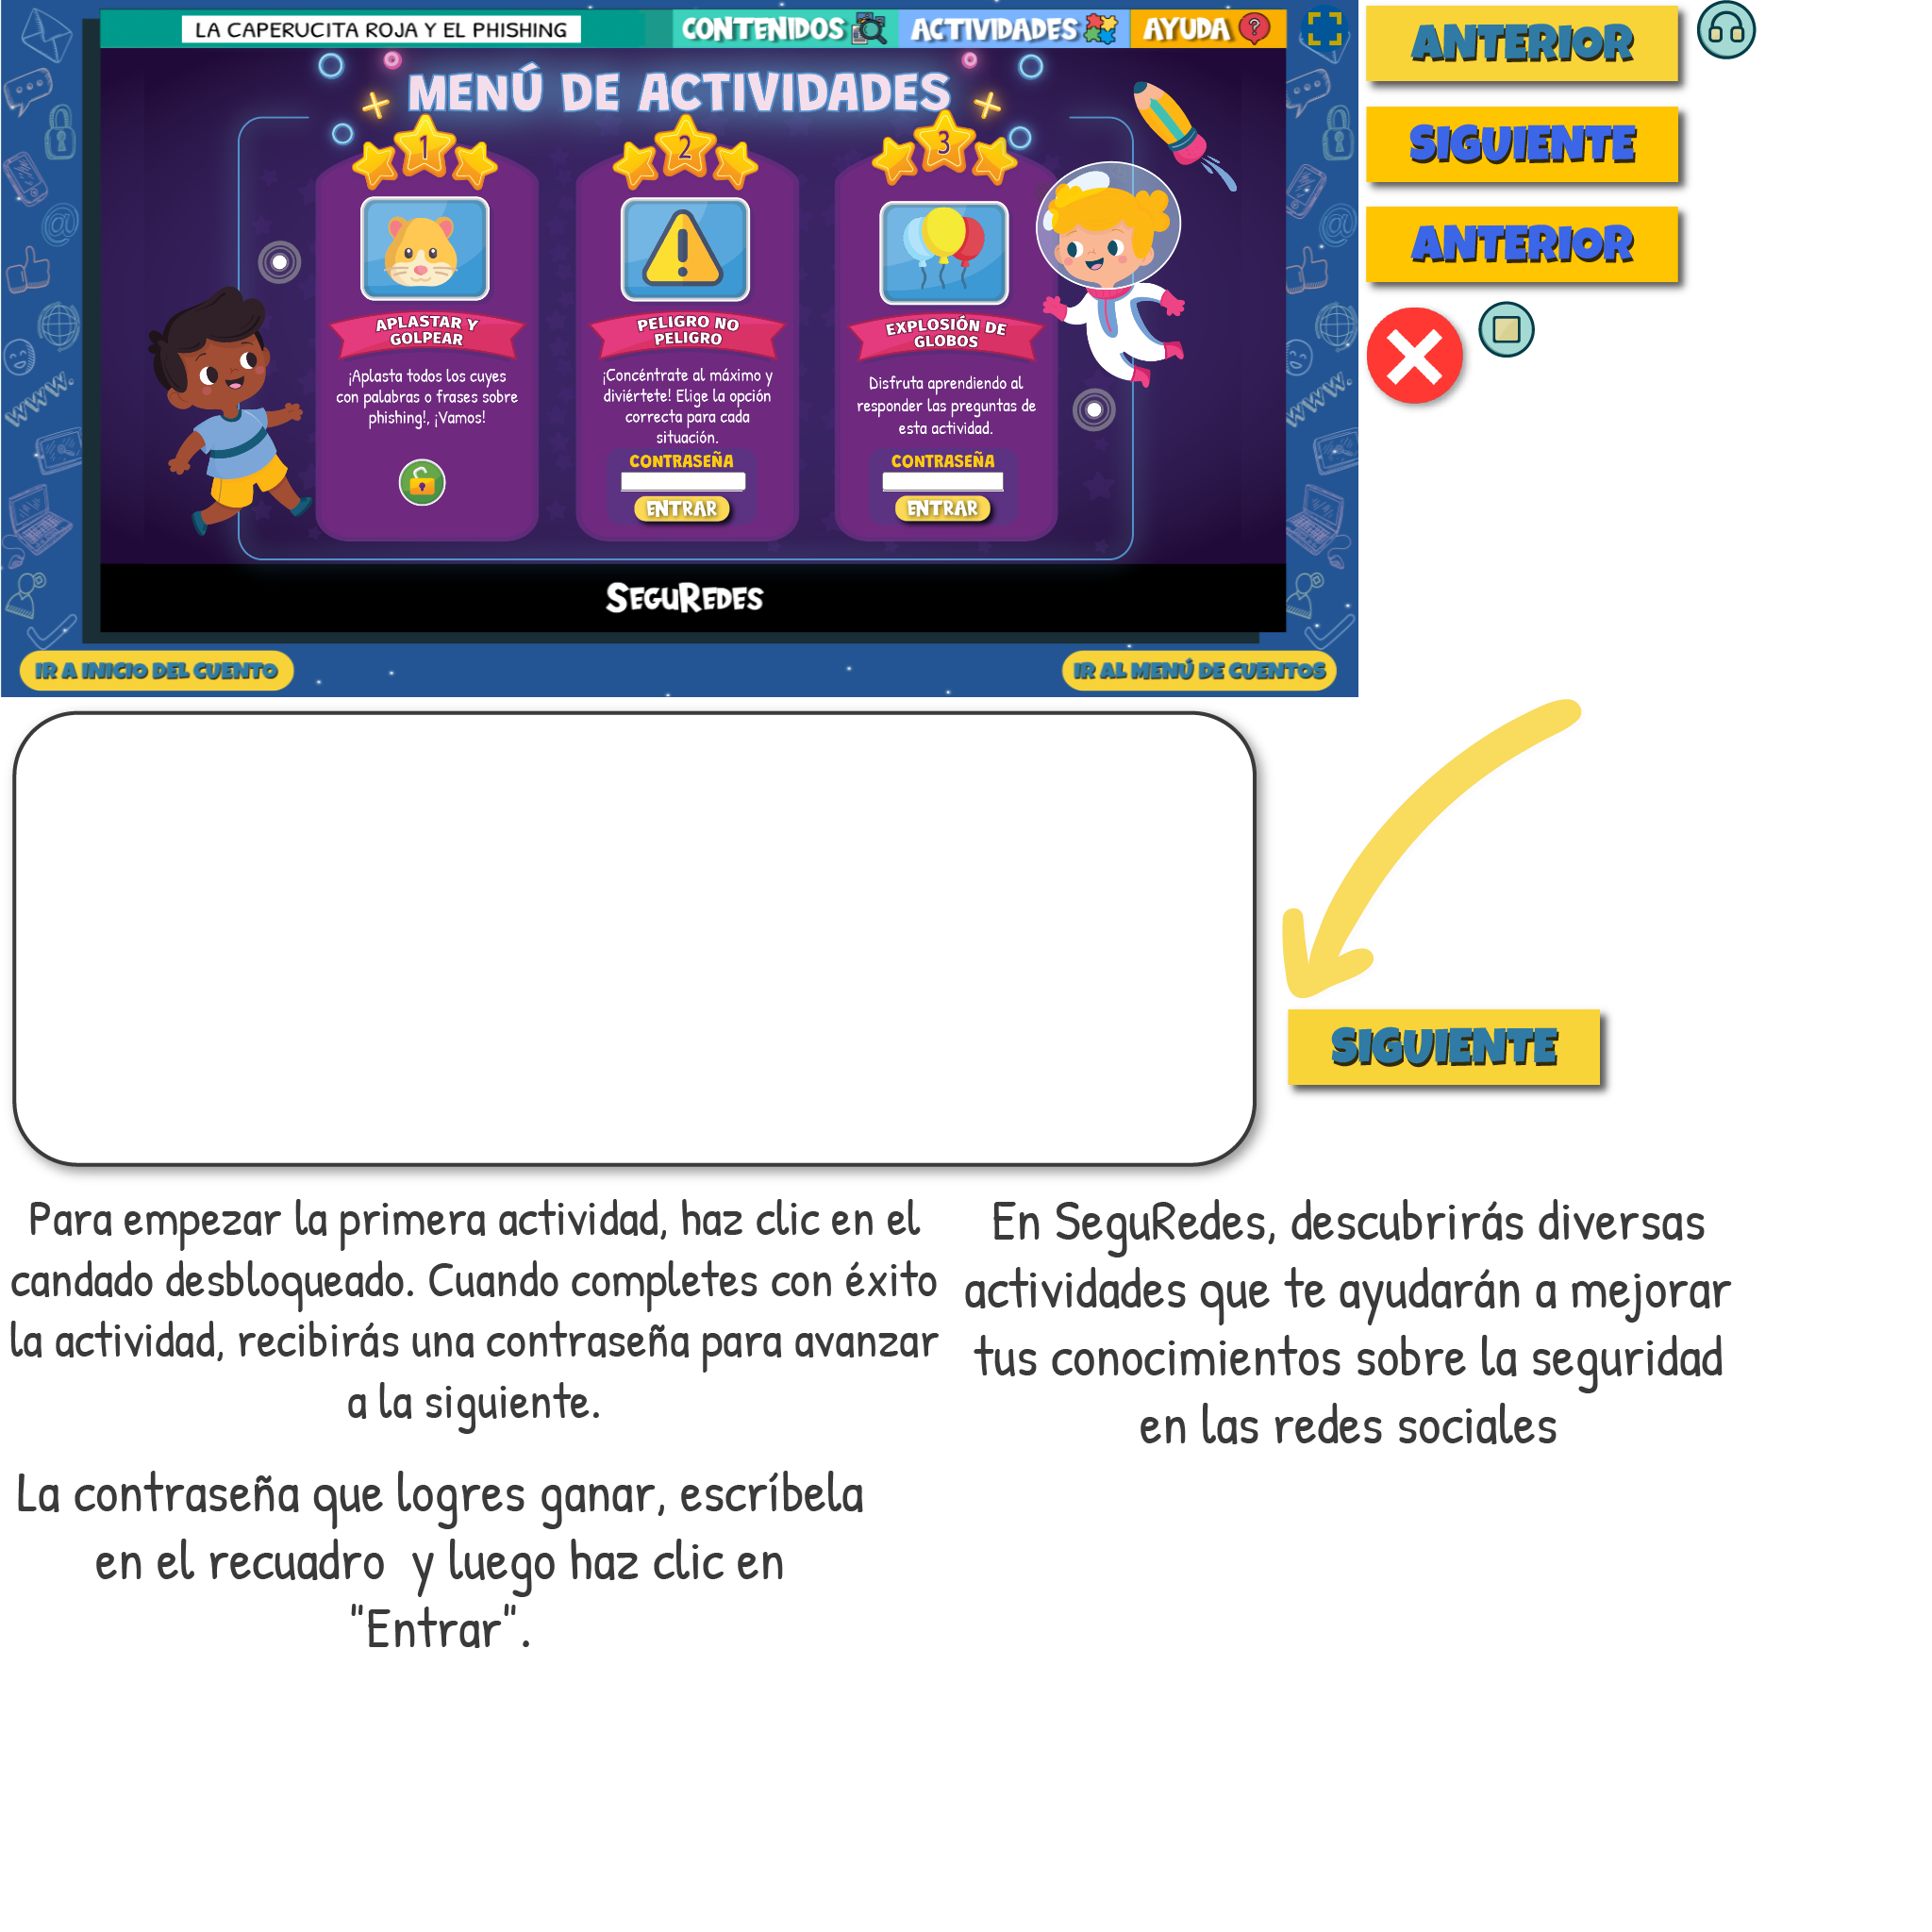 LA CAPERUCITA ROJA Y EL PHISHING
CONTENIDOS
ACTIVIDADES
AYUDA
?
MENÚ DE ACTIVIDADES
1
APLASTAR Y
GOLPEAR
¡Aplasta todos los cuyes
con palabras o frases sobre
phishing!, ¡Vamos!
2
PELIGRO NO
PELIGRO
¡Concéntrate al máximo y
diviértete! Elige la opción
correcta para cada
situación.
CONTRASEÑA
ENTRAR
3
EXPLOSIÓN DE
GLOBOS
Disfruta aprendiendo al
responder las preguntas de
esta actividad.
CONTRASEÑA
ENTRAR
www.
www.
SEGUREDES
IR A INICIO DEL CUENTO
IR AL MENÚ DE CUENTOS
ANTERIOR
SIGUIENTE
ANTERIOR
SIGUIENTE
Para empezar la primera actividad, haz clic en el
candado desbloqueado. Cuando completes con éxito
la actividad, recibirás una contraseña para avanzar
a la siguiente.
En SeguRedes, descubrirás diversas
actividades que te ayudarán a mejorar
tus conocimientos sobre la seguridad
en las redes sociales
La contraseña que logres ganar, escríbela
en el recuadro  y luego haz clic en
"Entrar".